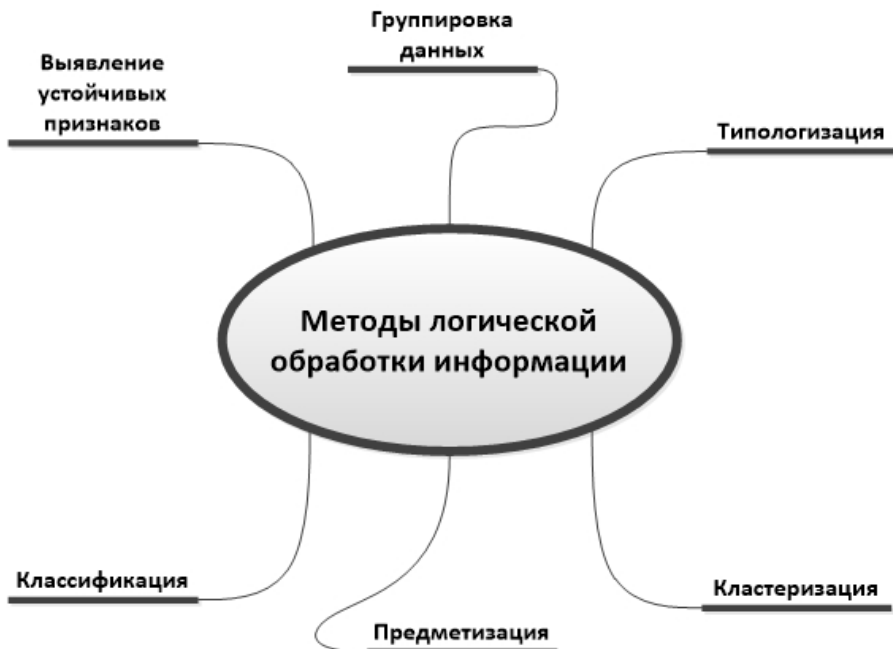 Группировка
данных
Выявление
устойчивых
признаков
Типологизация
Методы логической
обработки информации
Классификация
Кластеризация
Предметизация